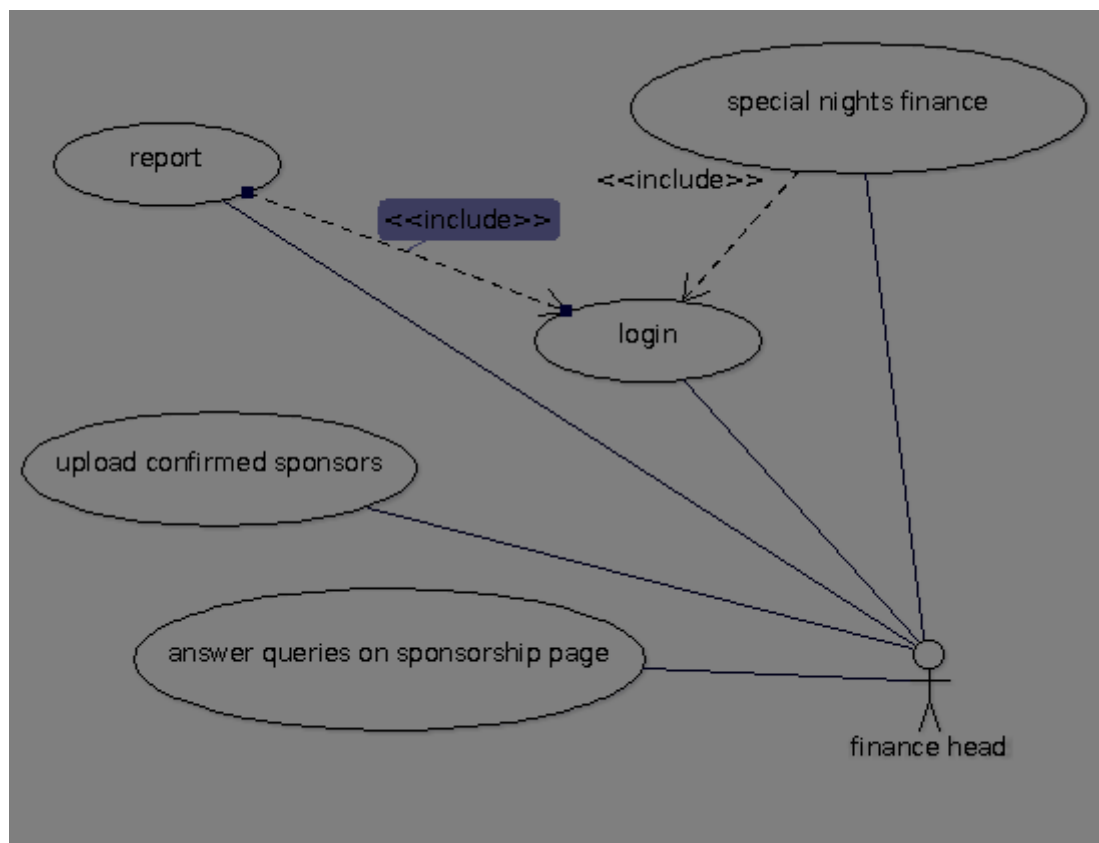 special nights finance
report
<<include>>
<<include>>
login
upload confirmed sponsors
answer queries on sponsorship page
finance head